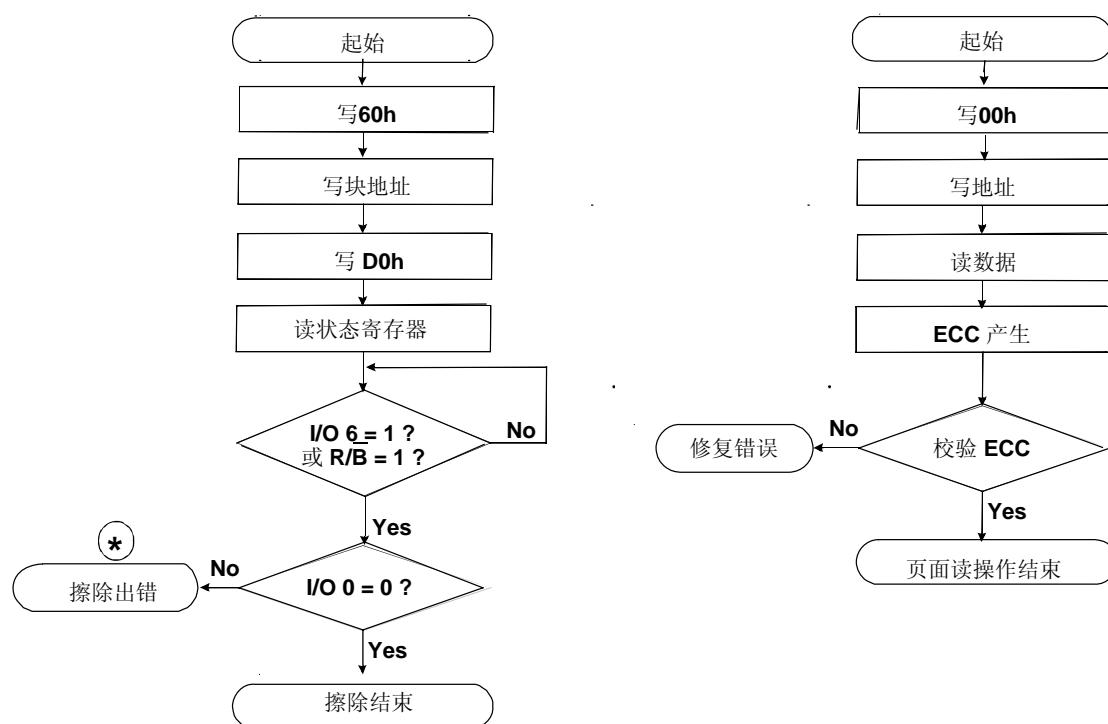 起始
写60h
写块地址
写 D0h
读状态寄存器
I/O 6 = 1 ?
或 R/B = 1 ?
No
Yes
*
擦除出错
No
I/O 0 = 0 ?
Yes
擦除结束
起始
写00h
写地址
读数据
ECC 产生
修复错误
No
校验 ECC
Yes
页面读操作结束